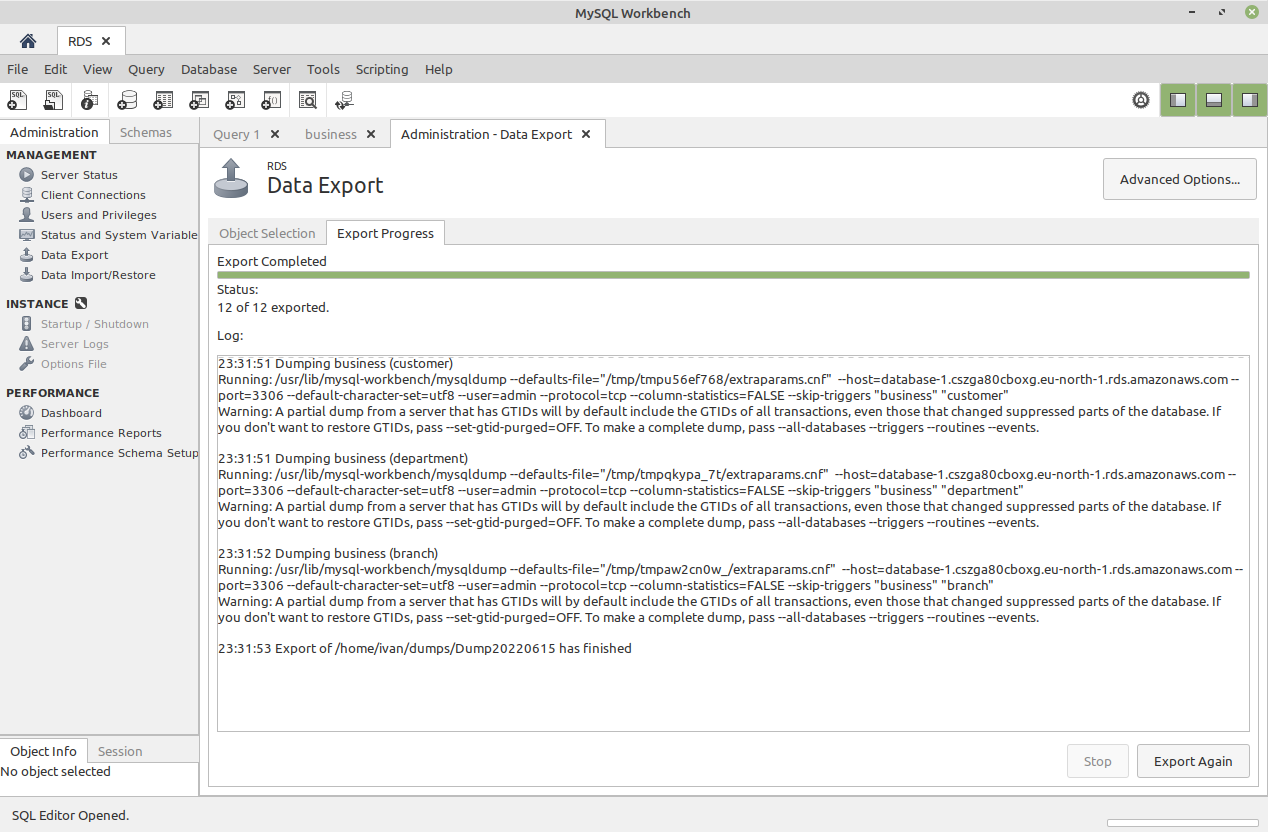 MySQL Workbench
RDS
File Edit View Query Database Server Tools Scripting Help
Administration Schemas
MANAGEMENT
Server Status
Client Connections
Users and Privileges
Status and System Variable
Data Export
Data Import/Restore
INSTANCE
Startup / Shutdown
Server Logs
Options File
PERFORMANCE
Dashboard
Performance Reports
Performance Schema Setup
Object Info Session
No object selected
Query 1 business Administration - Data Export
RDS
Data Export
Advanced Options...
Object Selection Export Progress
Export Completed
Status:
12 of 12 exported.
Log:
23:31:51 Dumping business (customer)
Running: /usr/lib/mysql-workbench/mysqldump --defaults-file="/tmp/tmpu56ef768/extraparams.cnf"  --host=database-1.cszga80cboxg.eu-north-1.rds.amazonaws.com --
port=3306 --default-character-set=utf8 --user=admin --protocol=tcp --column-statistics=FALSE --skip-triggers "business" "customer"
Warning: A partial dump from a server that has GTIDs will by default include the GTIDs of all transactions, even those that changed suppressed parts of the database. If
you don't want to restore GTIDs, pass --set-gtid-purged=OFF. To make a complete dump, pass --all-databases --triggers --routines --events.
23:31:51 Dumping business (department)
Running: /usr/lib/mysql-workbench/mysqldump --defaults-file="/tmp/tmpqkypa_7t/extraparams.cnf"  --host=database-1.cszga80cboxg.eu-north-1.rds.amazonaws.com --
port=3306 --default-character-set=utf8 --user=admin --protocol=tcp --column-statistics=FALSE --skip-triggers "business" "department"
Warning: A partial dump from a server that has GTIDs will by default include the GTIDs of all transactions, even those that changed suppressed parts of the database. If
you don't want to restore GTIDs, pass --set-gtid-purged=OFF. To make a complete dump, pass --all-databases --triggers --routines --events.
23:31:52 Dumping business (branch)
Running: /usr/lib/mysql-workbench/mysqldump --defaults-file="/tmp/tmpaw2cn0w_/extraparams.cnf"  --host=database-1.cszga80cboxg.eu-north-1.rds.amazonaws.com --
port=3306 --default-character-set=utf8 --user=admin --protocol=tcp --column-statistics=FALSE --skip-triggers "business" "branch"
Warning: A partial dump from a server that has GTIDs will by default include the GTIDs of all transactions, even those that changed suppressed parts of the database. If
you don't want to restore GTIDs, pass --set-gtid-purged=OFF. To make a complete dump, pass --all-databases --triggers --routines --events.
23:31:53 Export of /home/ivan/dumps/Dump20220615 has finished
Stop Export Again
SQL Editor Opened.